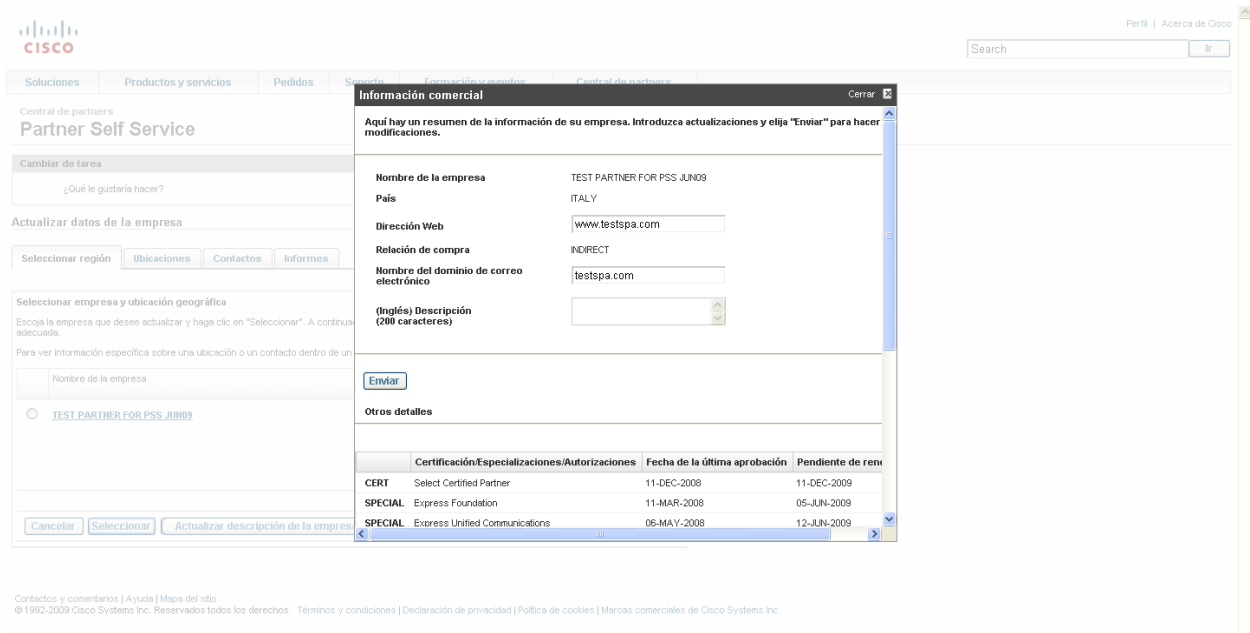 Perfil | Acerca de Cisco
CISCO
Search
Ir
Soluciones Productos y servicios Pedidos Soporte Formación y eventos Central de partners
Central de partners
Partner Self Service
Cambiar de tarea
¿Qué le gustaría hacer?
Actualizar datos de la empresa
Seleccionar región Ubicaciones Contactos Informes
Seleccionar empresa y ubicación geográfica
Escoja la empresa que desee actualizar y haga clic en "Seleccionar". A continua
adecuada.
Para ver información específica sobre una ubicación o un contacto dentro de un
Nombre de la empresa
TEST PARTNER FOR PSS JUN09
Cancelar Seleccionar Actualizar descripción de la empres
Información comercial Cerrar
Aquí hay un resumen de la información de su empresa. Introduzca actualizaciones y elija "Enviar" para hacer
modificaciones.
Nombre de la empresa TEST PARTNER FOR PSS JUN09
País ITALY
Dirección Web www.testspa.com
Relación de compra INDIRECT
Nombre del dominio de correo
electrónico testspa.com
(Inglés) Descripción
(200 caracteres)
Enviar
Otros detalles
Certificación/Especializaciones/Autorizaciones Fecha de la última aprobación Pendiente de rene
CERT Select Certified Partner 11-DEC-2008 11-DEC-2009
SPECIAL Express Foundation 11-MAR-2008 05-JUN-2009
SPECIAL Express Unified Communications 06-MAY-2008 12-JUN-2009
Contactos y comentarios | Ayuda | Mapa del sitio
© 1992-2009 Cisco Systems Inc. Reservados todos los derechos. Términos y condiciones | Declaración de privacidad | Política de cookies | Marcas comerciales de Cisco Systems Inc.